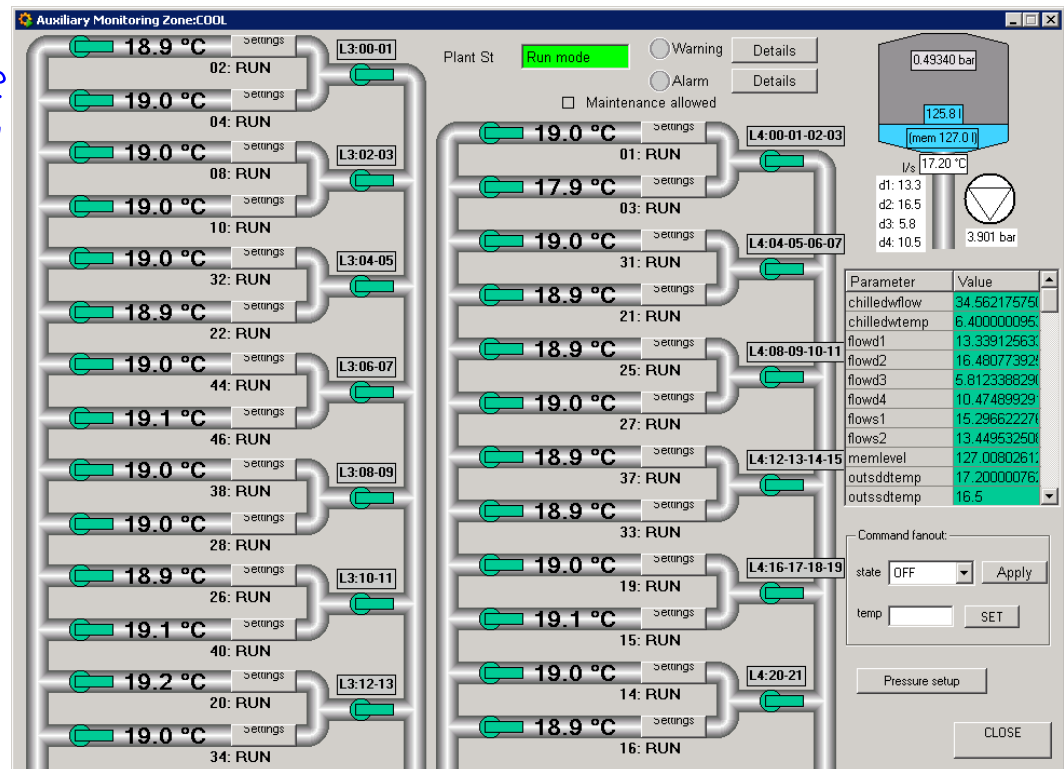 Auxiliary Monitoring Zone:COOL
18.9 °C Settings
02: RUN
L3:00-01
19.0 °C Settings
04: RUN
19.0 °C Settings
08: RUN
L3:02-03
19.0 °C Settings
10: RUN
19.0 °C Settings
32: RUN
L3:04-05
18.9 °C Settings
22: RUN
19.0 °C Settings
44: RUN
L3:06-07
19.1 °C Settings
46: RUN
19.0 °C Settings
38: RUN
L3:08-09
19.0 °C Settings
28: RUN
18.9 °C Settings
26: RUN
L3:10-11
19.1 °C Settings
40: RUN
19.2 °C Settings
20: RUN
L3:12-13
19.0 °C Settings
34: RUN
Plant St Run mode
Warning Details
Alarm Details
Maintenance allowed
19.0 °C Settings
01: RUN
L4:00-01-02-03
17.9 °C Settings
03: RUN
19.0 °C Settings
31: RUN
L4:04-05-06-07
18.9 °C Settings
21: RUN
18.9 °C Settings
25: RUN
L4:08-09-10-11
19.0 °C Settings
27: RUN
18.9 °C Settings
37: RUN
L4:12-13-14-15
18.9 °C Settings
33: RUN
19.0 °C Settings
19: RUN
L4:16-17-18-19
19.1 °C Settings
15: RUN
19.0 °C Settings
14: RUN
L4:20-21
18.9 °C Settings
16: RUN
0.49340 bar
125.8 l
(mem 127.0 l)
l/s 17.20 °C
d1: 13.3
d2: 16.5
d3: 5.8
d4: 10.5
3.901 bar
Parameter Value
chilledwflow 34.56217575
chilledwtemp 6.400000095
flowd1 13.33912563
flowd2 16.48077392
flowd3 5.812338829
flowd4 10.47489929
flows1 15.29662227
flows2 13.44953250
memlevel 127.0080261
outsddtemp 17.20000076
outssdtemp 16.5
Command fanout:
state OFF Apply
temp SET
Pressure setup
CLOSE